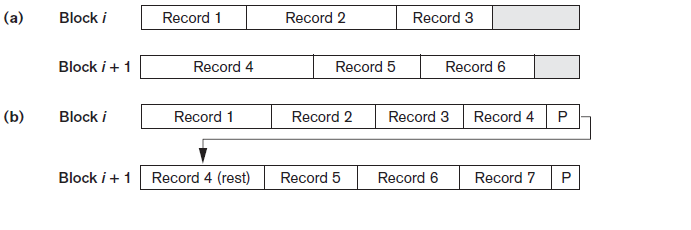 (a) Block i Record 1 Record 2 Record 3
Block i + 1 Record 4 Record 5 Record 6
(b) Block i Record 1 Record 2 Record 3 Record 4 P
Block i + 1 Record 4 (rest) Record 5 Record 6 Record 7 P